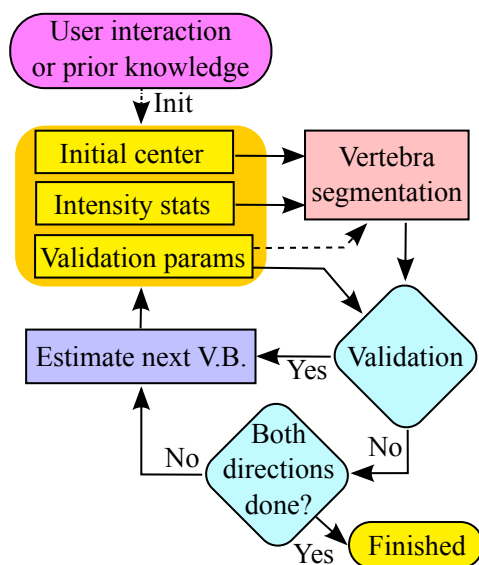 User interaction
or prior knowledge
Init
Initial center
Intensity stats
Validation params
Vertebra
segmentation
Estimate next V.B.
Yes
Validation
No
Both
directions
done?
No
Yes
Finished